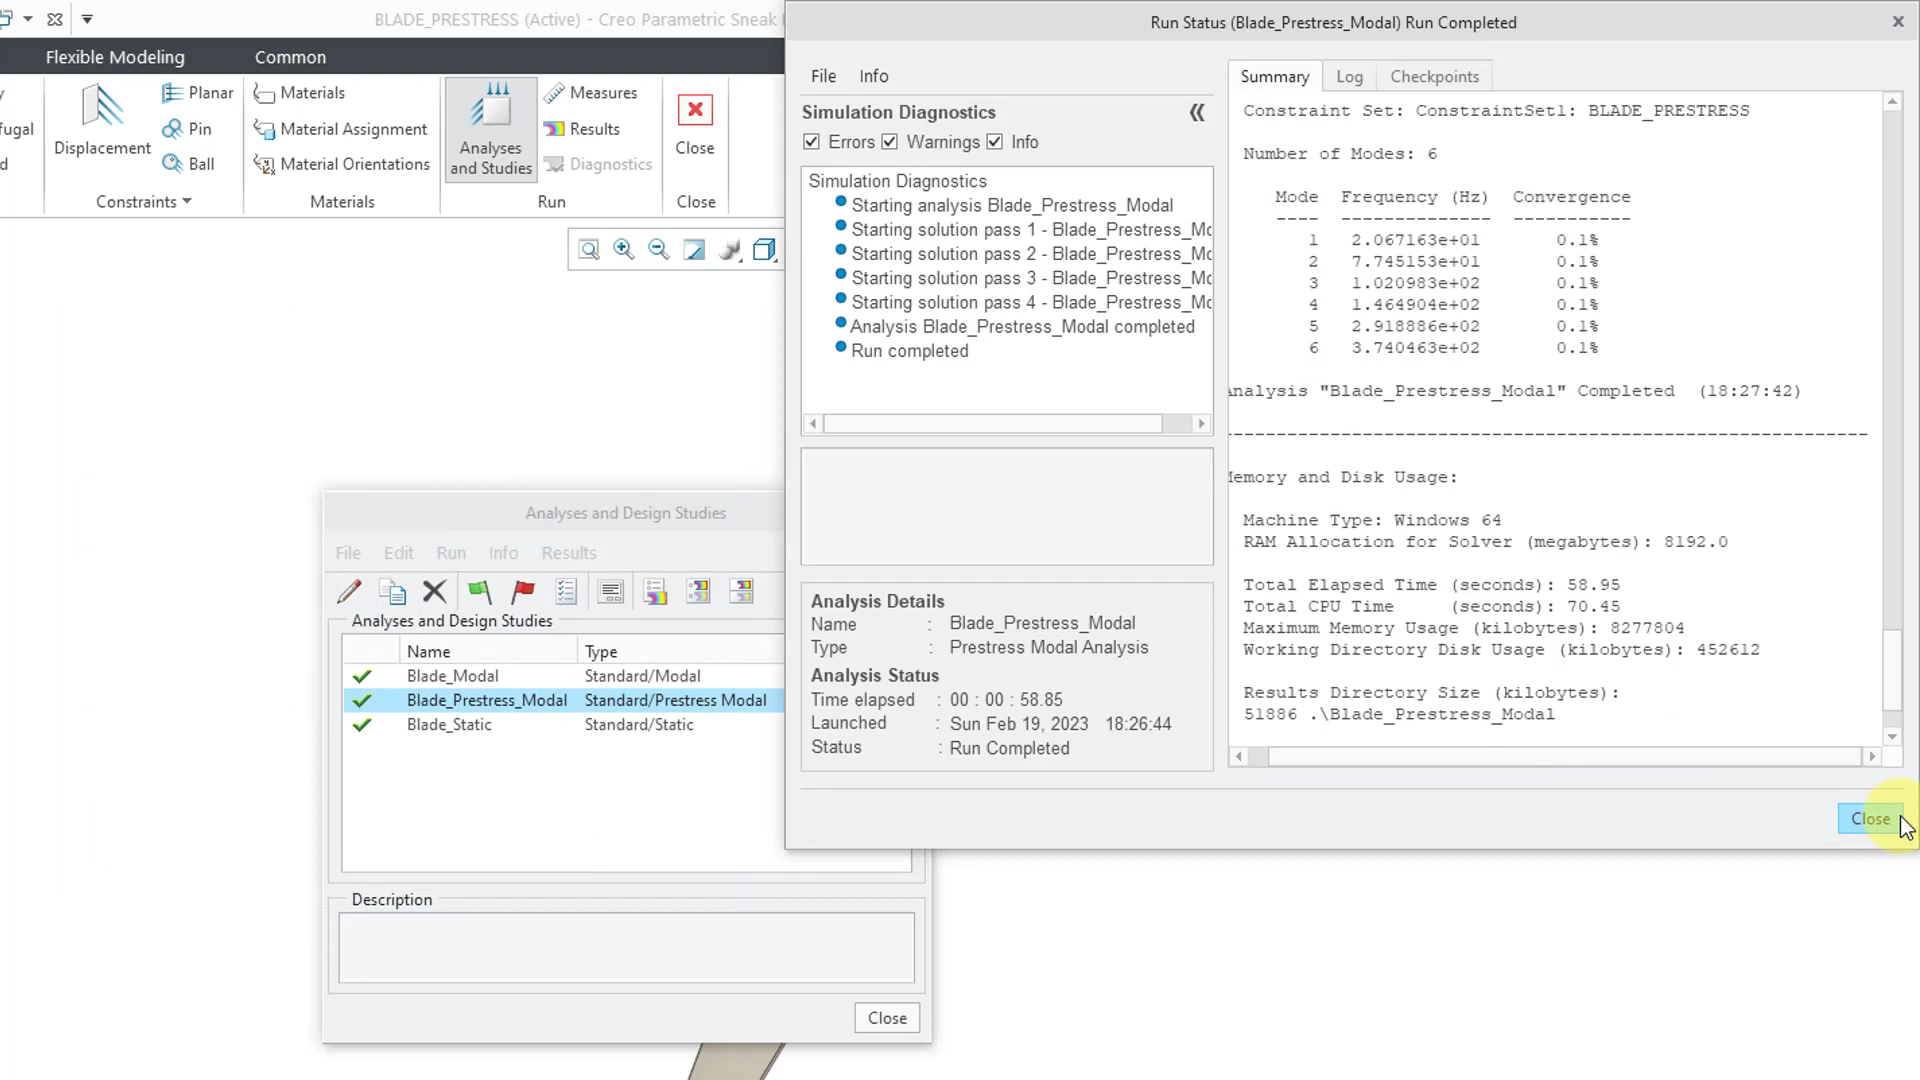 BLADE_PRESTRESS (Active) - Creo Parametric Sneak
Flexible Modeling
Common
Displacement
Planar
Pin
Ball
Constraints
Materials
Material Assignment
Material Orientations
Materials
Analyses
and Studies
Measures
Results
Diagnostics
Run
Close
Close
Run Status (Blade_Prestress_Modal) Run Completed
File
Info
Simulation Diagnostics
Errors
Warnings
Info
Simulation Diagnostics
Starting analysis Blade_Prestress_Modal
Starting solution pass 1 - Blade_Prestress_Mo
Starting solution pass 2 - Blade_Prestress_Mo
Starting solution pass 3 - Blade_Prestress_Mo
Starting solution pass 4 - Blade_Prestress_Mo
Analysis Blade_Prestress_Modal completed
Run completed
Analysis Details
Name : Blade_Prestress_Modal
Type : Prestress Modal Analysis
Analysis Status
Time elapsed : 00 : 00 : 58.85
Launched : Sun Feb 19, 2023 18:26:44
Status : Run Completed
Summary
Log
Checkpoints
Constraint Set: ConstraintSet1: BLADE_PRESTRESS
Number of Modes: 6
Mode Frequency (Hz) Convergence
---- -------------- -----------
1 2.067163e+01 0.1%
2 7.745153e+01 0.1%
3 1.020983e+02 0.1%
4 1.464904e+02 0.1%
5 2.918886e+02 0.1%
6 3.740463e+02 0.1%
Analysis "Blade_Prestress_Modal" Completed (18:27:42)
Memory and Disk Usage:
Machine Type: Windows 64
RAM Allocation for Solver (megabytes): 8192.0
Total Elapsed Time (seconds): 58.95
Total CPU Time (seconds): 70.45
Maximum Memory Usage (kilobytes): 8277804
Working Directory Disk Usage (kilobytes): 452612
Results Directory Size (kilobytes):
51886 .\Blade_Prestress_Modal
Close
Analyses and Design Studies
File
Edit
Run
Info
Results
Analyses and Design Studies
Name Type
Blade_Modal Standard/Modal
Blade_Prestress_Modal Standard/Prestress Modal
Blade_Static Standard/Static
Description
Close